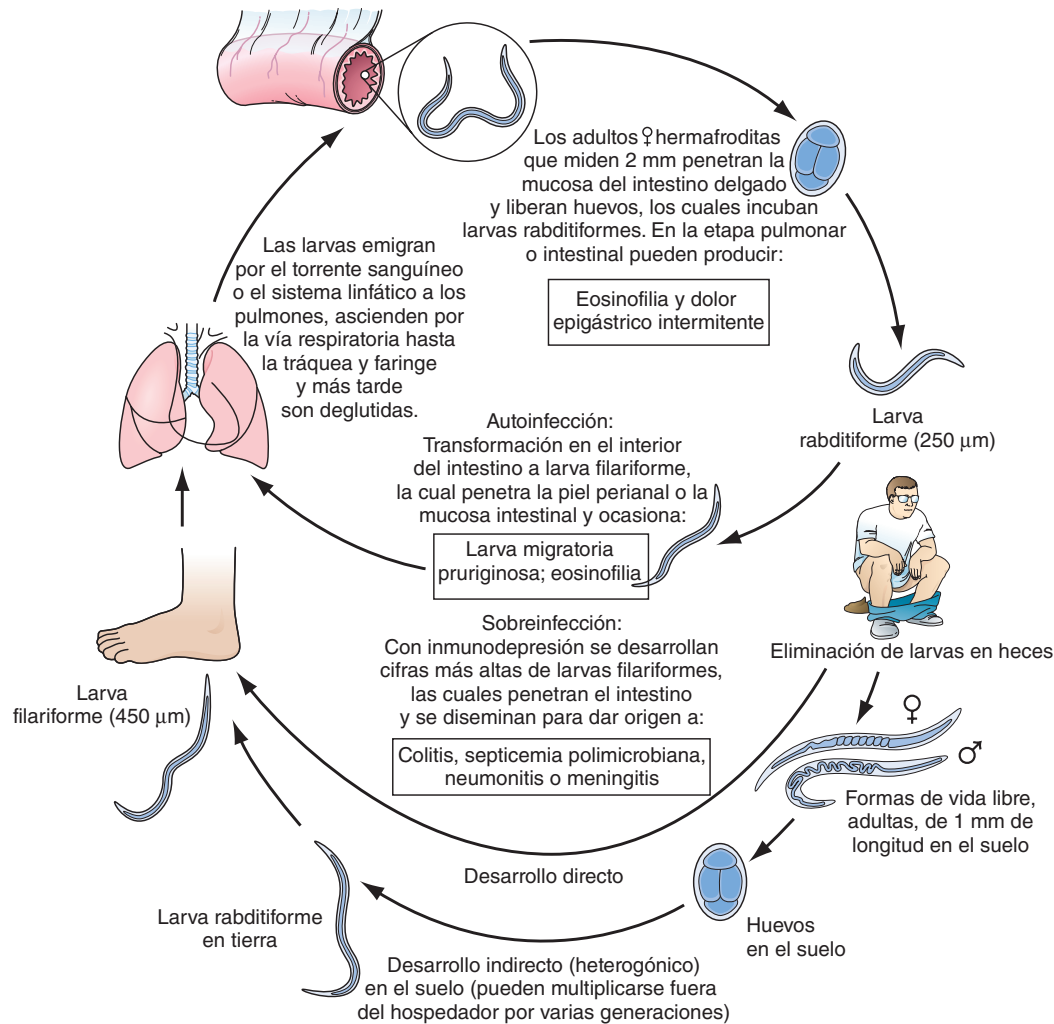 Los adultos ♀ hermafroditas
que miden 2 mm penetran la
mucosa del intestino delgado
y liberan huevos, los cuales incuban
larvas rabditiformes. En la etapa pulmonar
o intestinal pueden producir:
Eosinofilia y dolor
epigástrico intermitente
Las larvas emigran
por el torrente sanguíneo
o el sistema linfático a los
pulmones, ascienden por
la vía respiratoria hasta
la tráquea y faringe
y más tarde
son deglutidas.
Larva
rabditiforme (250 μm)
Autoinfección:
Transformación en el interior
del intestino a larva filariforme,
la cual penetra la piel perianal o la
mucosa intestinal y ocasiona:
Larva migratoria
pruriginosa; eosinofilia
Sobreinfección:
Con inmunodepresión se desarrollan
cifras más altas de larvas filariformes,
las cuales penetran el intestino
y se diseminan para dar origen a:
Colitis, septicemia polimicrobiana,
neumonitis o meningitis
Eliminación de larvas en heces
♀
♂
Formas de vida libre,
adultas, de 1 mm de
longitud en el suelo
Larva
filariforme (450 μm)
Desarrollo directo
Huevos
en el suelo
Larva rabditiforme
en tierra
Desarrollo indirecto (heterogónico)
en el suelo (pueden multiplicarse fuera
del hospedador por varias generaciones)